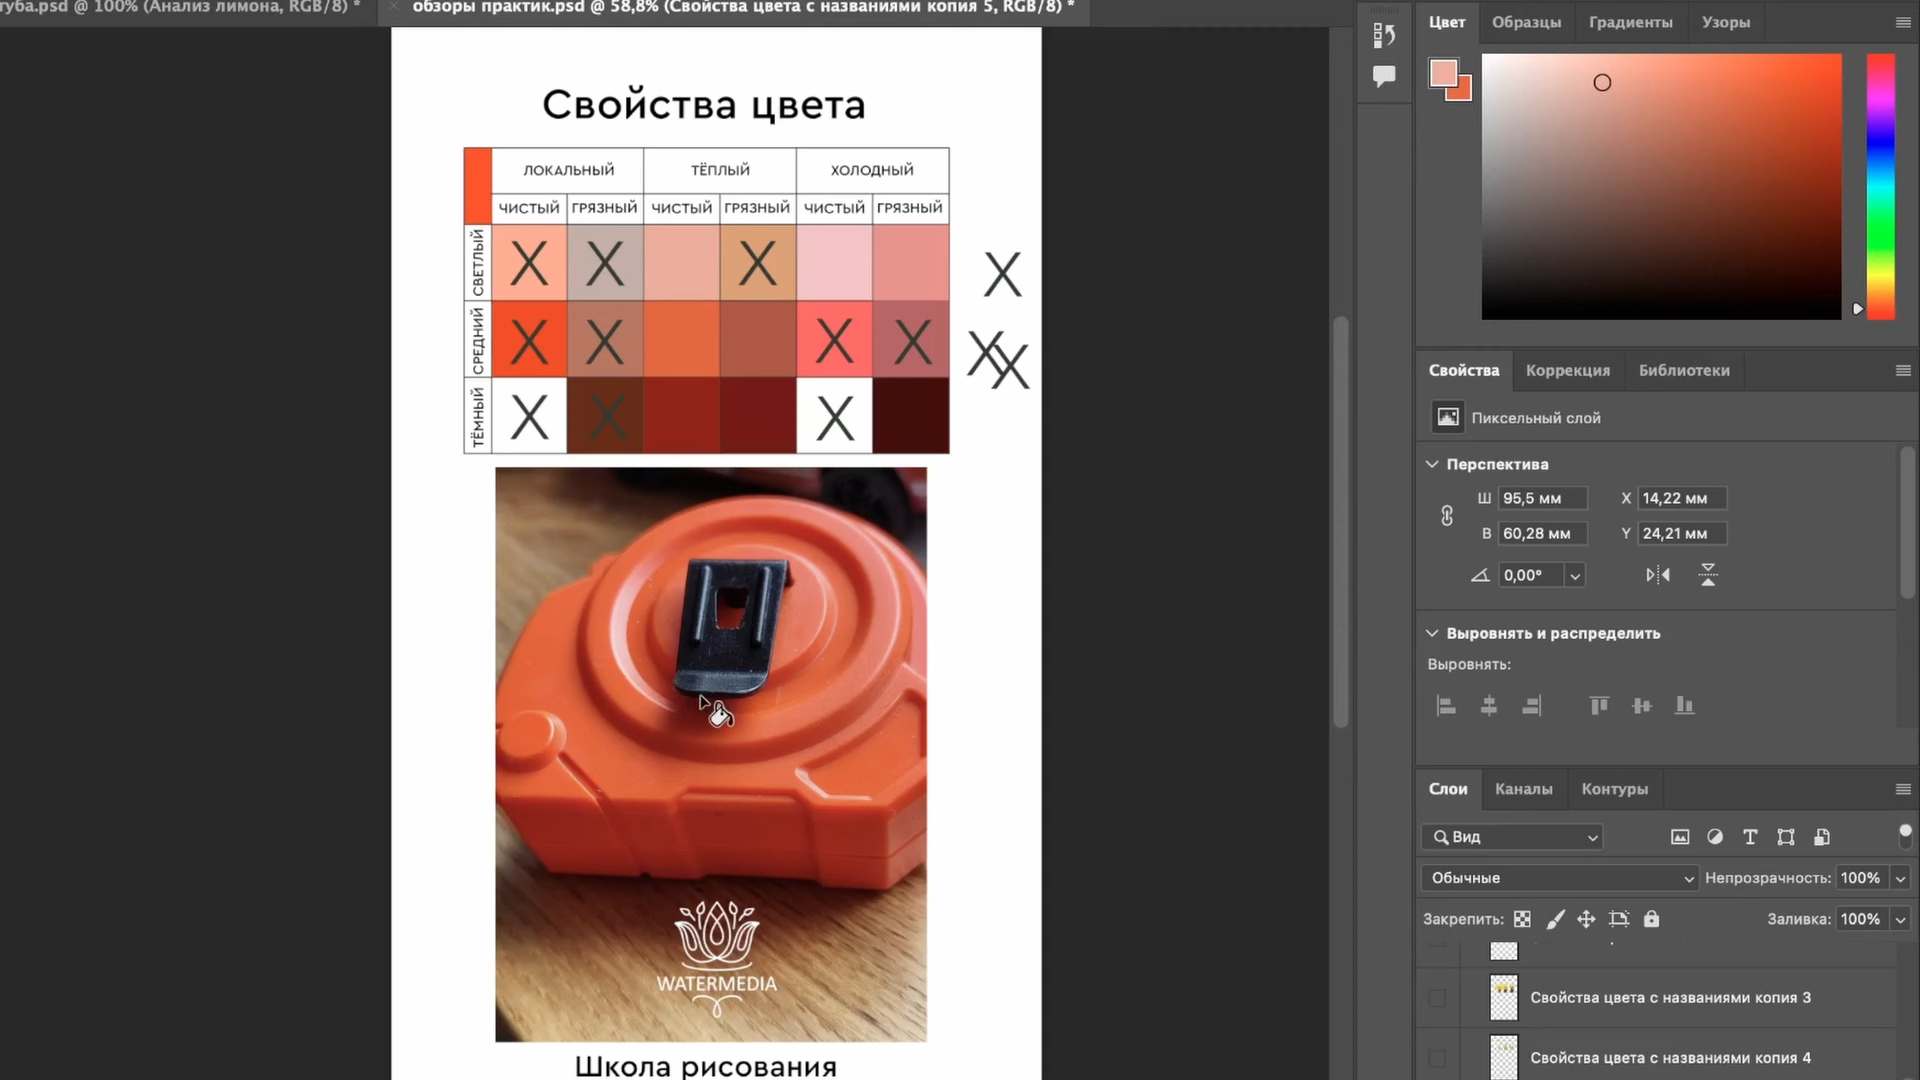 губа.psd @ 100% (Анализ лимона, RGB/8) *
обзоры практик.psd @ 58,8% (Свойства цвета с названиями копия 5, RGB/8) *
Свойства цвета
ЛОКАЛЬНЫЙ ТЁПЛЫЙ ХОЛОДНЫЙ
ЧИСТЫЙ ГРЯЗНЫЙ ЧИСТЫЙ ГРЯЗНЫЙ ЧИСТЫЙ ГРЯЗНЫЙ
СВЕТЛЫЙ X X X X
СРЕДНИЙ X X X X X X
ТЁМНЫЙ X X X
WATERMEDIA
Школа рисования
Цвет Образцы Градиенты Узоры
Свойства Коррекция Библиотеки
Пиксельный слой
Перспектива
Ш 95,5 мм X 14,22 мм
В 60,28 мм Y 24,21 мм
0,00°
Выровнять и распределить
Выровнять:
Слои Каналы Контуры
Вид
Обычные Непрозрачность: 100%
Закрепить: Заливка: 100%
Свойства цвета с названиями копия 3
Свойства цвета с названиями копия 4